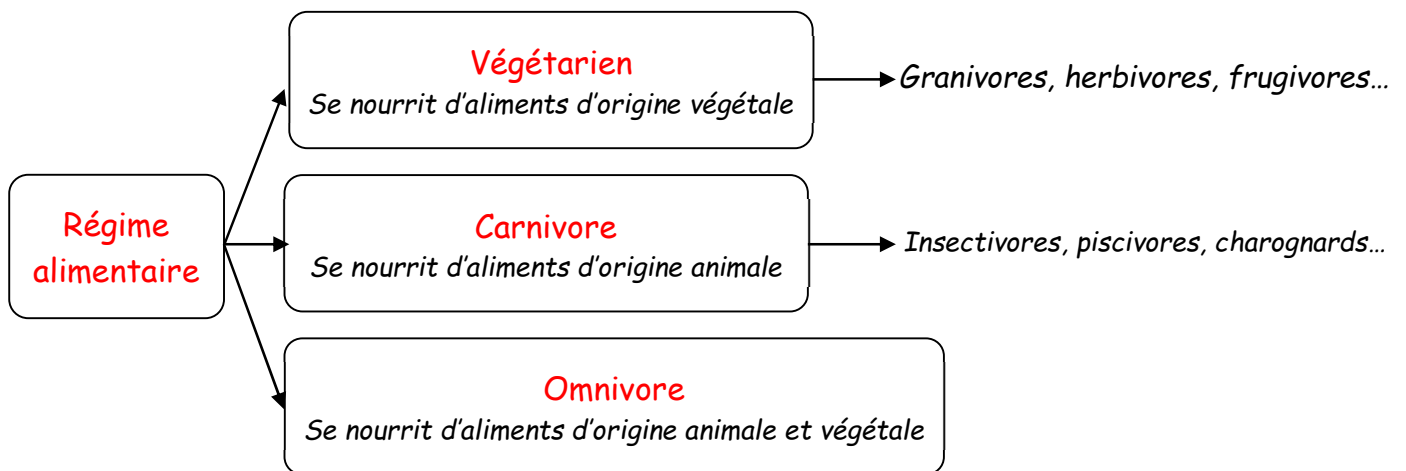 Végétarien
Se nourrit d’aliments d’origine végétale
Granivores, herbivores, frugivores…
Régime
alimentaire
Carnivore
Se nourrit d’aliments d’origine animale
Insectivores, piscivores, charognards…
Omnivore
Se nourrit d’aliments d’origine animale et végétale